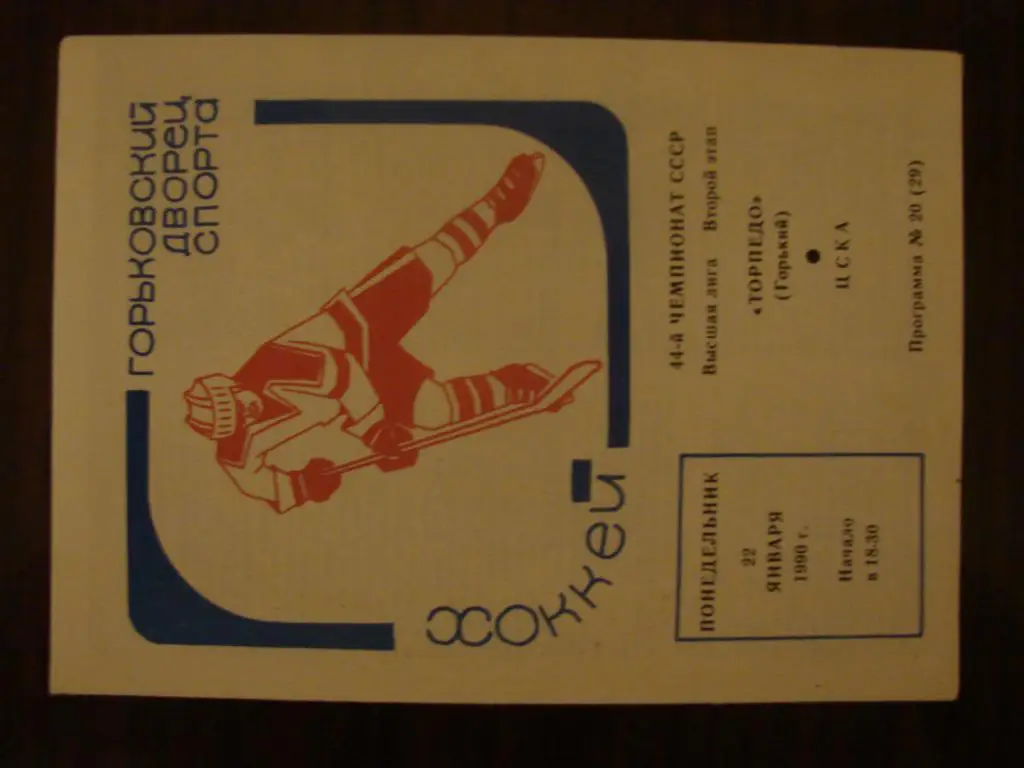 ГОРЬКОВСКИЙ
ДВОРЕЦ
СПОРТА
ХОККЕЙ
44-й ЧЕМПИОНАТ СССР
Высшая лига Второй этап
«ТОРПЕДО»
(Горький)
●
ЦСКА
ПОНЕДЕЛЬНИК
22
ЯНВАРЯ
1990 г.
Начало
в 18.30
Программа № 20 (29)